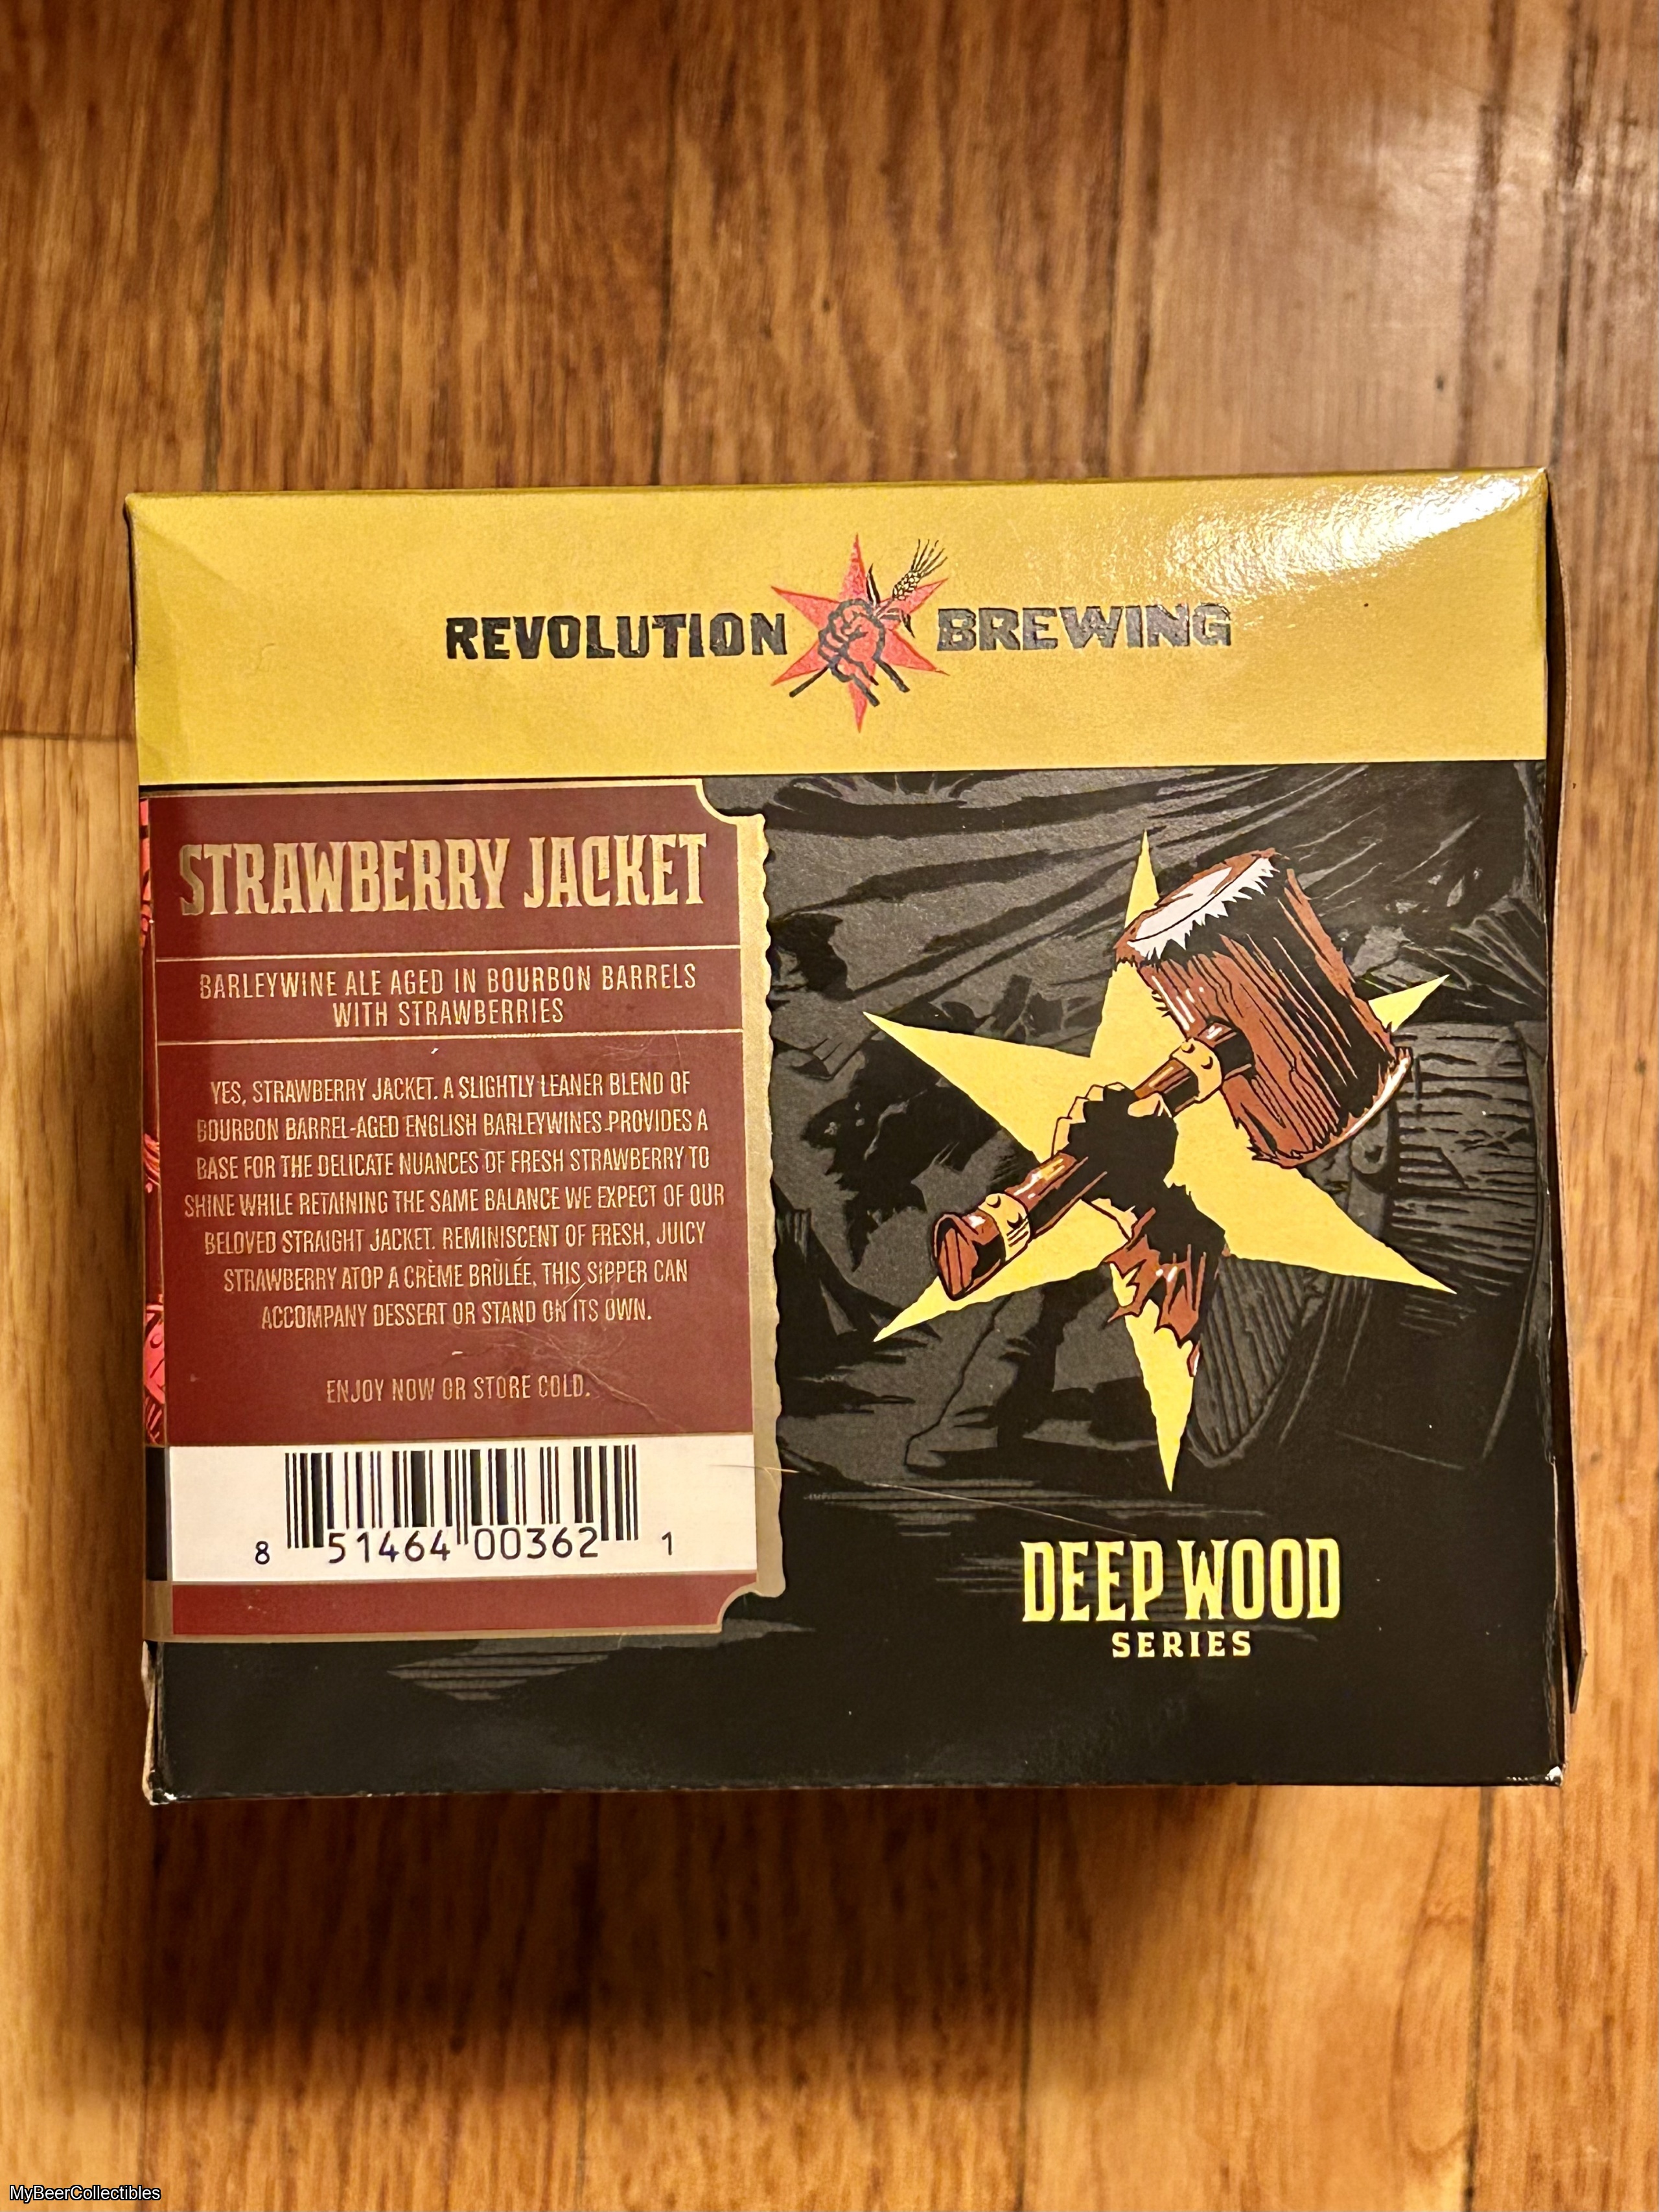 REVOLUTION BREWING
STRAWBERRY JACKET
BARLEYWINE ALE AGED IN BOURBON BARRELS
WITH STRAWBERRIES
YES, STRAWBERRY JACKET. A SLIGHTLY LEANER BLEND OF
BOURBON BARREL-AGED ENGLISH BARLEYWINES PROVIDES A
BASE FOR THE DELICATE NUANCES OF FRESH STRAWBERRY TO
SHINE WHILE RETAINING THE SAME BALANCE WE EXPECT OF OUR
BELOVED STRAIGHT JACKET. REMINISCENT OF FRESH, JUICY
STRAWBERRY ATOP A CRÈME BRÛLÉE, THIS SIPPER CAN
ACCOMPANY DESSERT OR STAND ON ITS OWN.
ENJOY NOW OR STORE COLD.
8 51464 00362 1
DEEP WOOD
SERIES
MyBeerCollectibles